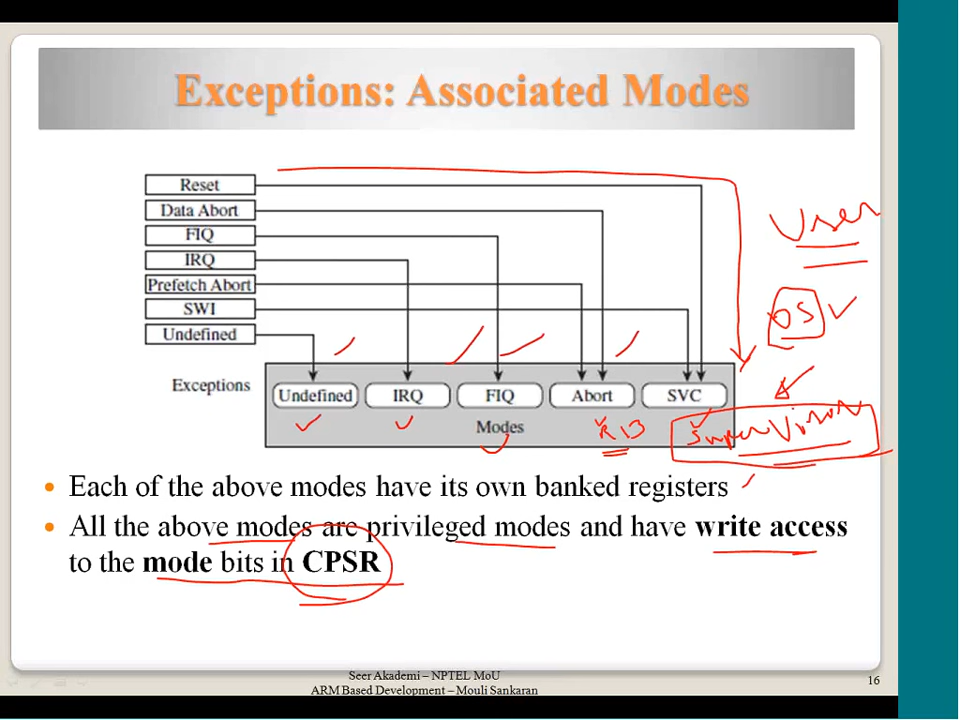 Exceptions: Associated Modes
Reset
Data Abort
FIQ
IRQ
Prefetch Abort
SWI
Undefined
User
OS
Exceptions
Undefined IRQ FIQ Abort SVC
Modes
R13
Supervisor
Each of the above modes have its own banked registers
All the above modes are privileged modes and have write access
to the mode bits in CPSR
Seer Akademi – NPTEL MoU
ARM Based Development – Mouli Sankaran
16